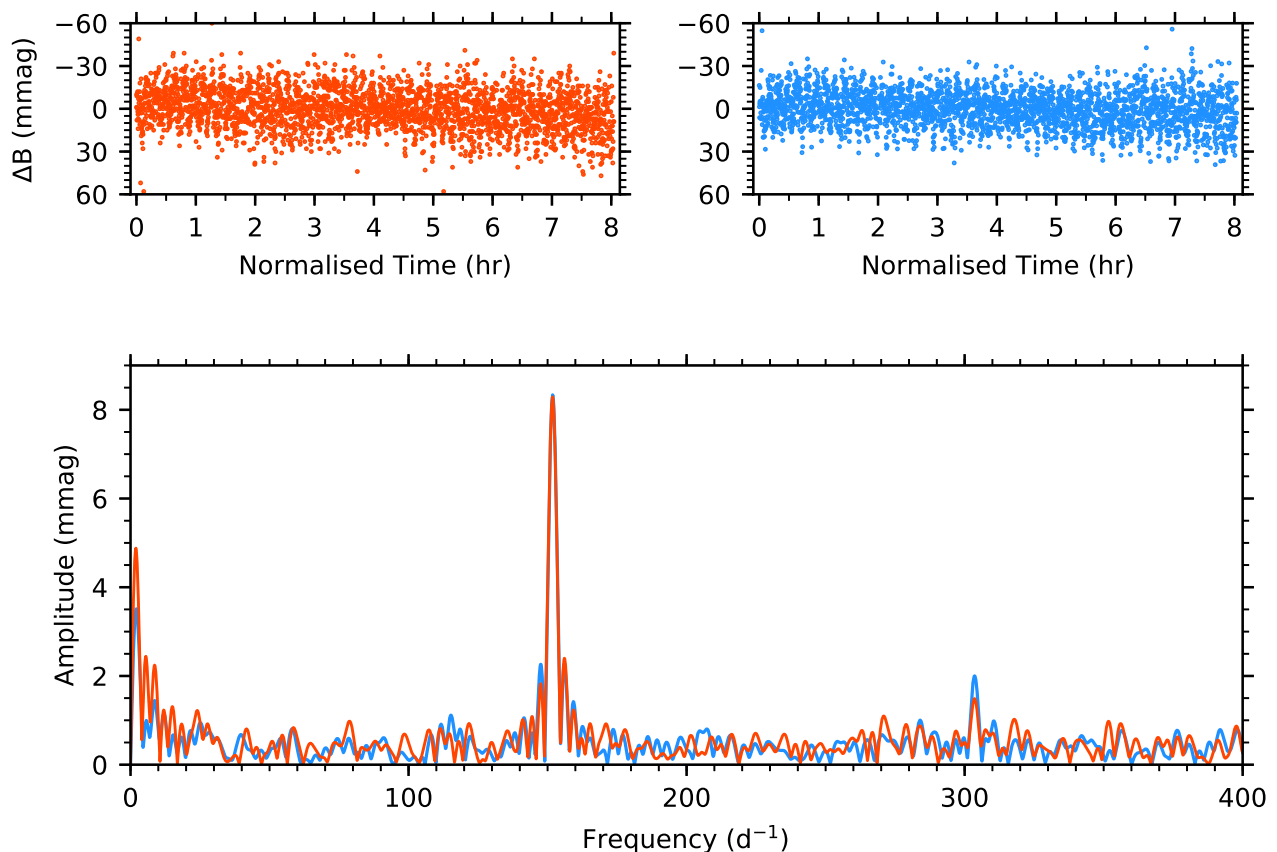 −60
−30
0
30
60
ΔB (mmag)
0 1 2 3 4 5 6 7 8
Normalised Time (hr)
−60
−30
0
30
60
0 1 2 3 4 5 6 7 8
Normalised Time (hr)
8
6
4
2
0
Amplitude (mmag)
0 100 200 300 400
Frequency (d⁻¹)